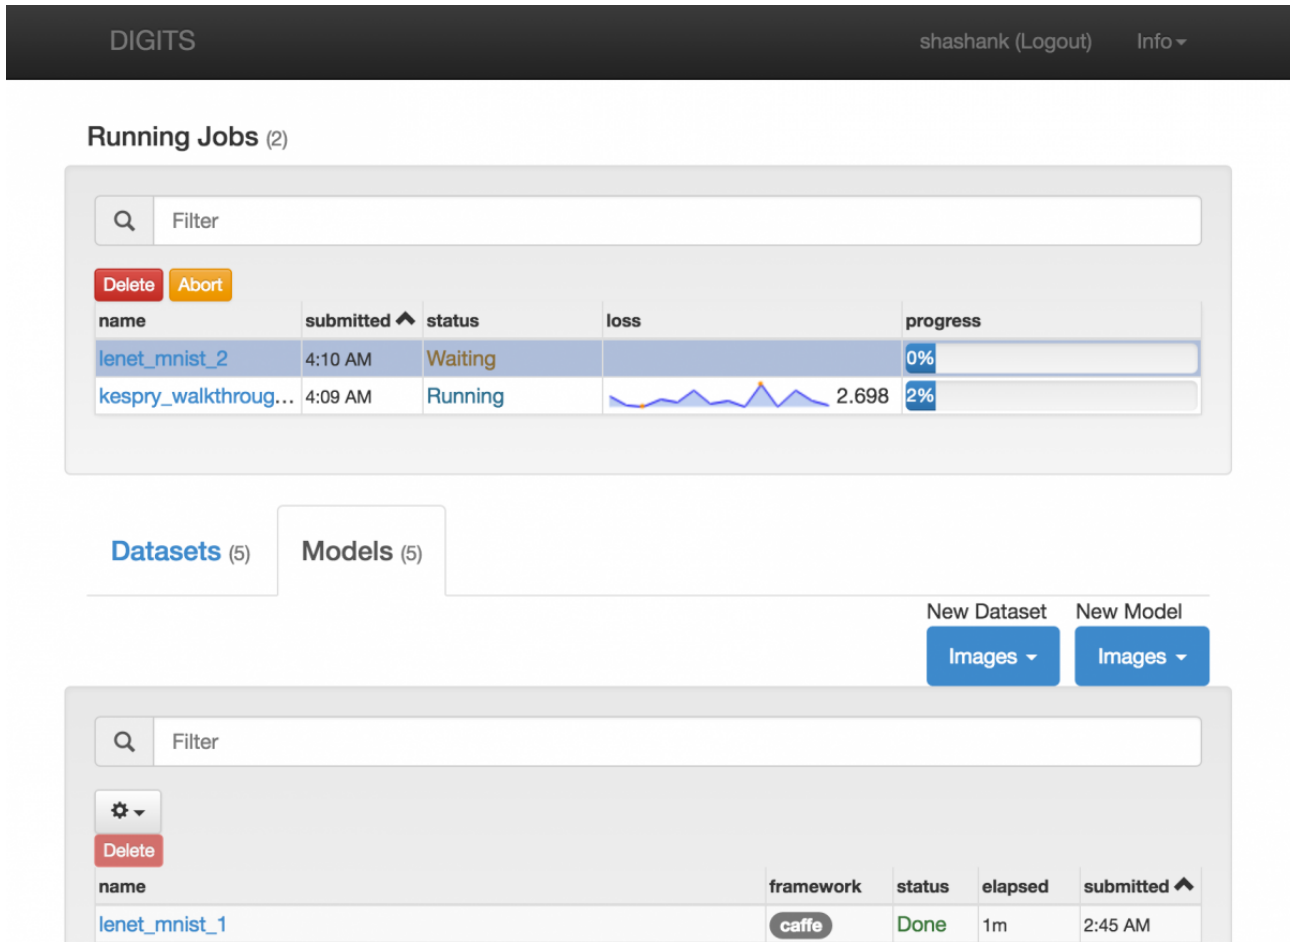 DIGITS shashank (Logout) Info
Running Jobs (2)
Filter
Delete Abort
name submitted status loss progress
lenet_mnist_2 4:10 AM Waiting 0%
kespry_walkthroug... 4:09 AM Running 2.698 2%
Datasets (5) Models (5)
New Dataset New Model
Images Images
Filter
Delete
name framework status elapsed submitted
lenet_mnist_1 caffe Done 1m 2:45 AM